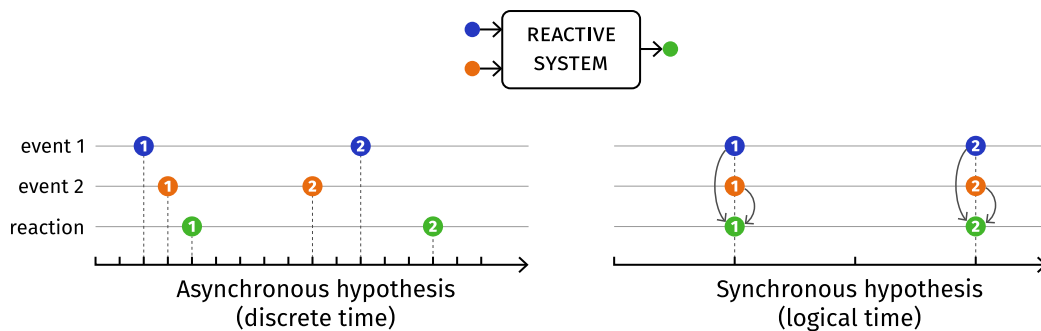 REACTIVE
SYSTEM
event 1
1
2
event 2
1
2
reaction
1
2
Asynchronous hypothesis
(discrete time)
1
2
1
2
1
2
Synchronous hypothesis
(logical time)